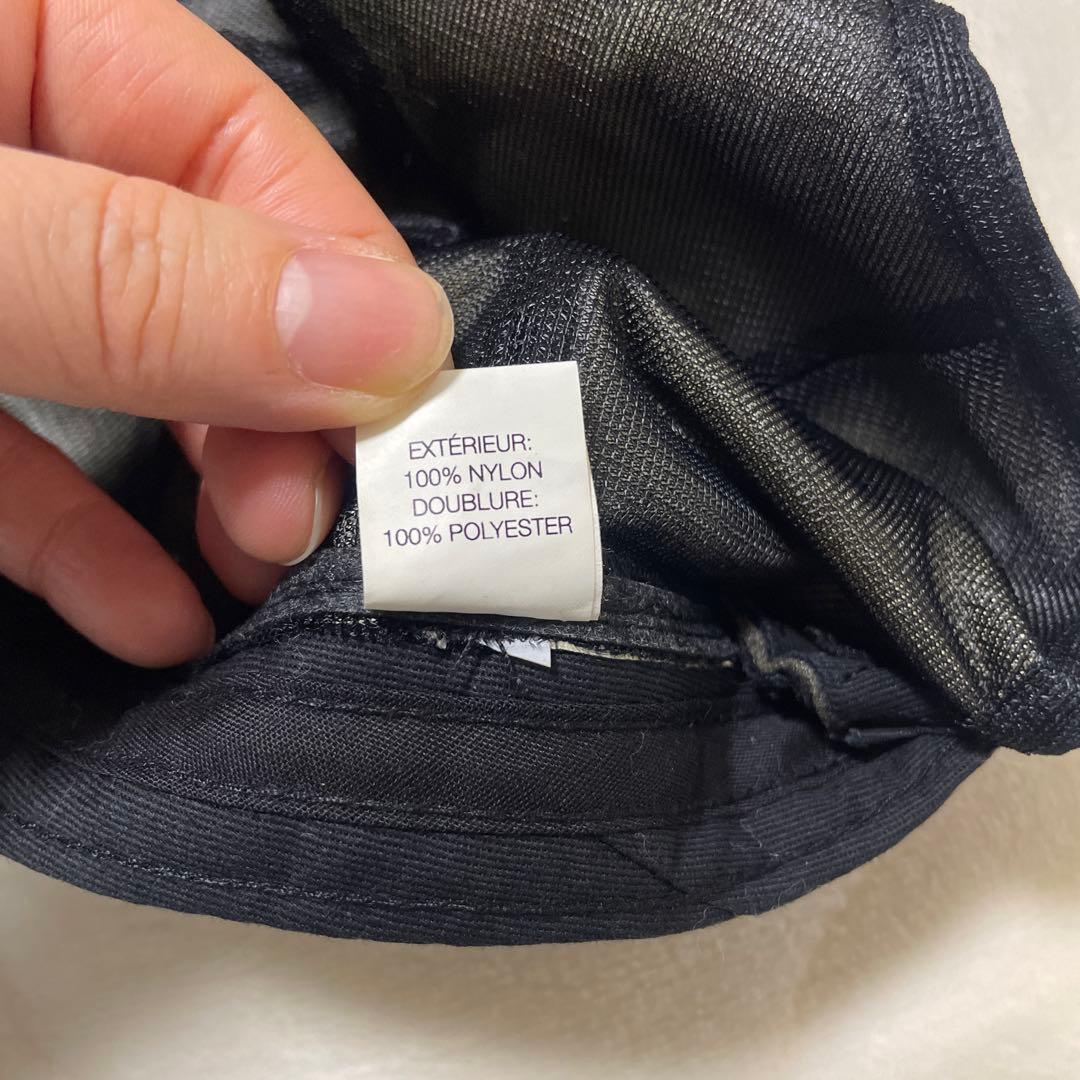 EXTÉRIEUR:
100% NYLON
DOUBLURE:
100% POLYESTER